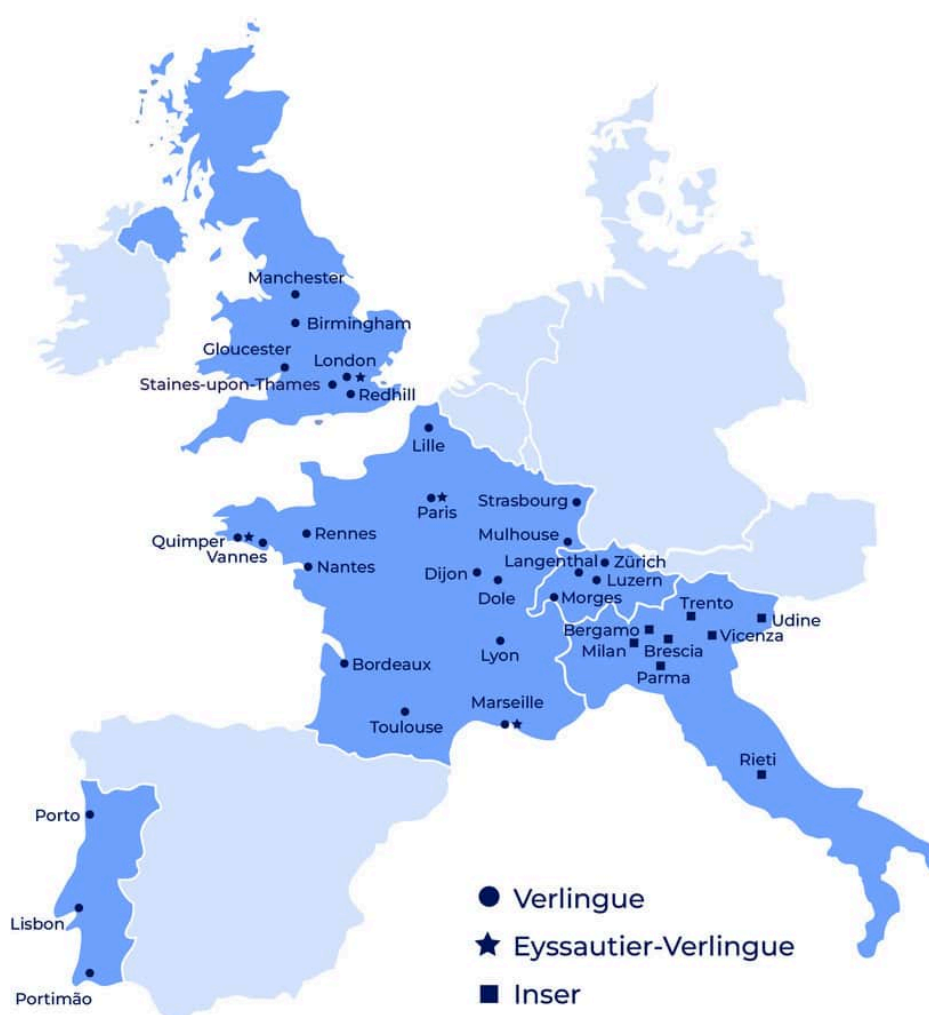 Manchester
Birmingham
Gloucester
London
Staines-upon-Thames
Redhill
Lille
Paris
Strasbourg
Quimper
Vannes
Rennes
Mulhouse
Nantes
Langenthal
Zürich
Dijon
Luzern
Dole
Morges
Trento
Udine
Bergamo
Vicenza
Milan
Brescia
Lyon
Parma
Bordeaux
Marseille
Toulouse
Rieti
Porto
Lisbon
Portimão
Verlingue
Eyssautier-Verlingue
Inser